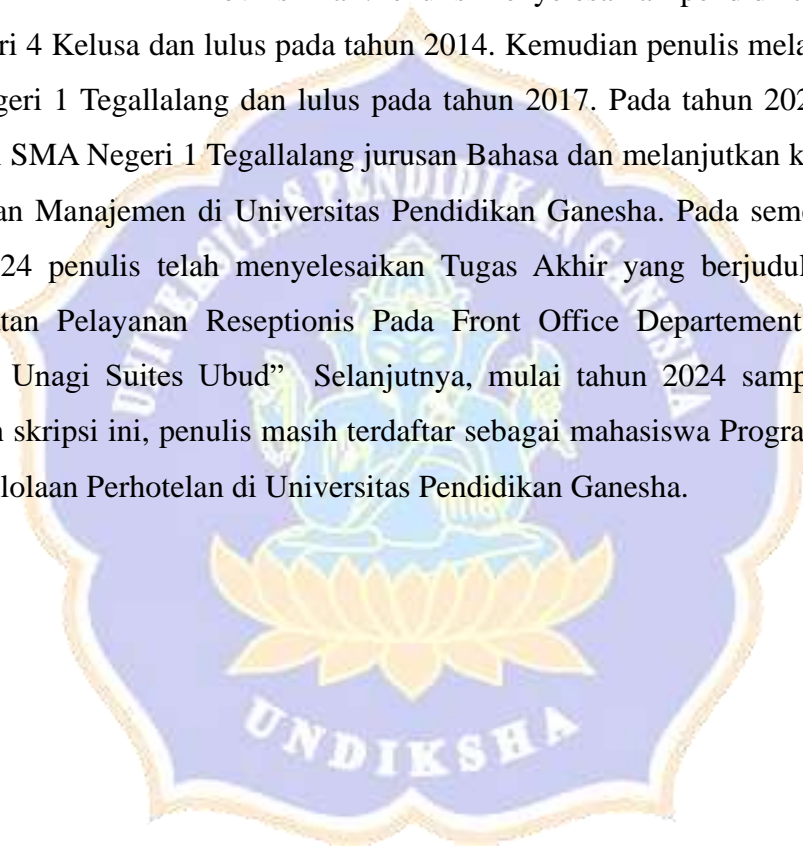 ri 4 Kelusa dan lulus pada tahun 2014. Kemudian penulis mela
geri 1 Tegallalang dan lulus pada tahun 2017. Pada tahun 202
SMA Negeri 1 Tegallalang jurusan Bahasa dan melanjutkan k
an Manajemen di Universitas Pendidikan Ganesha. Pada seme
24 penulis telah menyelesaikan Tugas Akhir yang berjudul
tan Pelayanan Reseptionis Pada Front Office Departement
Unagi Suites Ubud” Selanjutnya, mulai tahun 2024 samp
n skripsi ini, penulis masih terdaftar sebagai mahasiswa Progra
lolaan Perhotelan di Universitas Pendidikan Ganesha.
UNIVERSITAS PENDIDIKAN GANESHA
UNDIKSHA